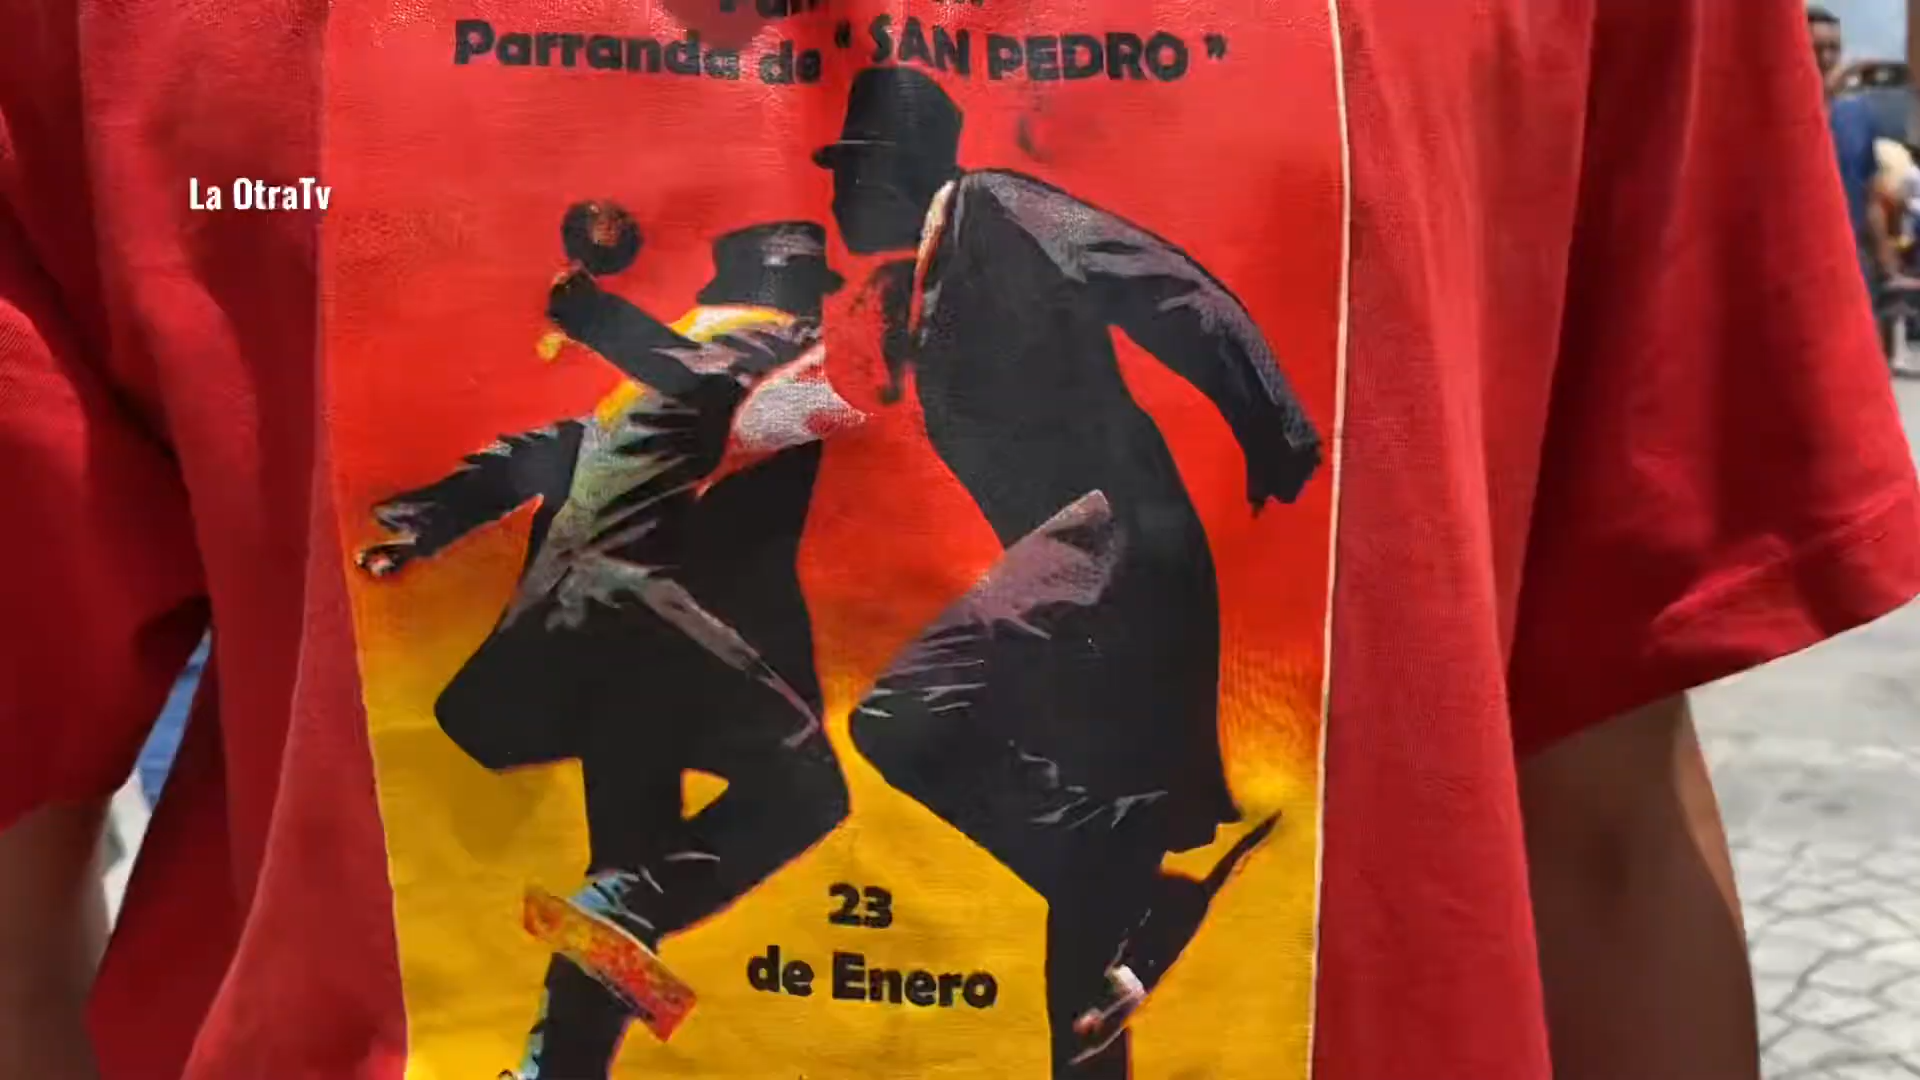 Parranda de " SAN PEDRO "
La OtraTv
23
de Enero